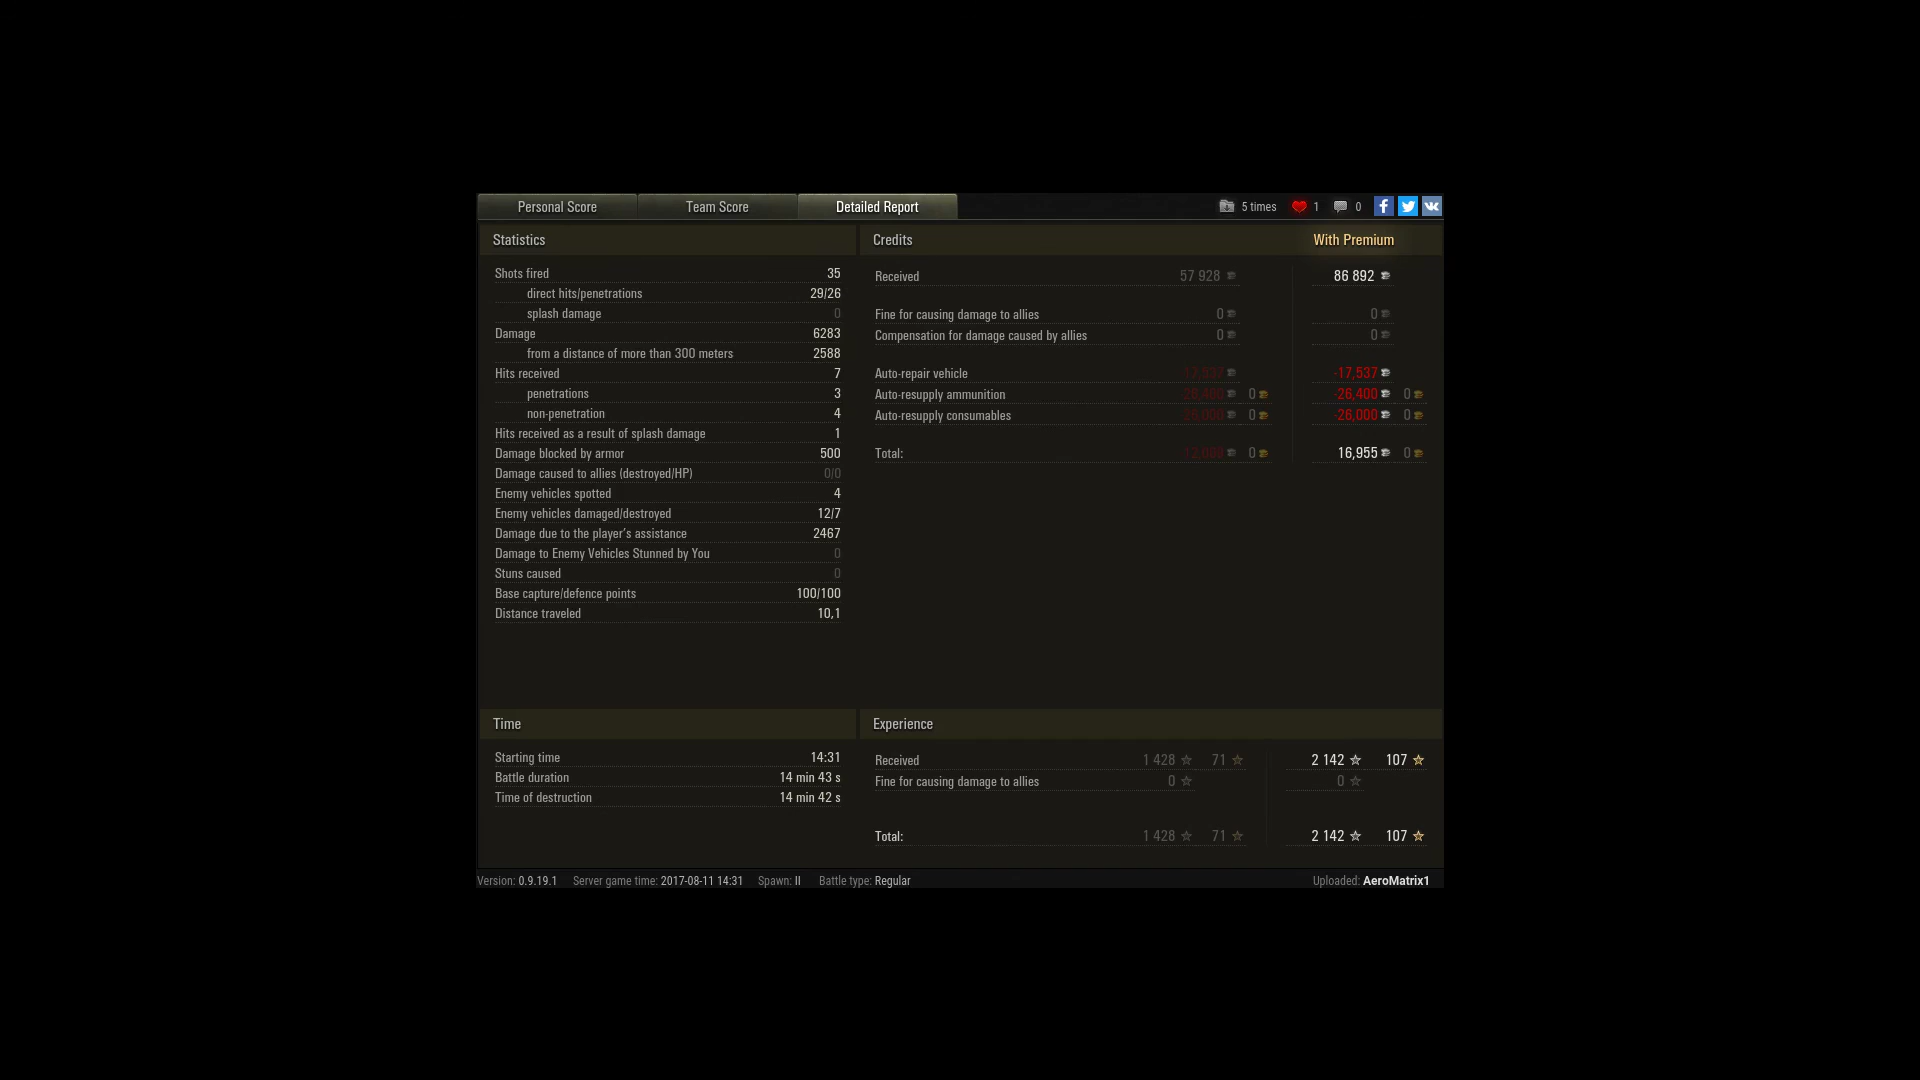 Personal Score Team Score Detailed Report 5 times 1 0
Statistics
Shots fired 35
direct hits/penetrations 29/26
splash damage 0
Damage 6283
from a distance of more than 300 meters 2588
Hits received 7
penetrations 3
non-penetration 4
Hits received as a result of splash damage 1
Damage blocked by armor 500
Damage caused to allies (destroyed/HP) 0/0
Enemy vehicles spotted 4
Enemy vehicles damaged/destroyed 12/7
Damage due to the player's assistance 2467
Damage to Enemy Vehicles Stunned by You 0
Stuns caused 0
Base capture/defence points 100/100
Distance traveled 10,1
Credits With Premium
Received 57 928 86 892
Fine for causing damage to allies 0 0
Compensation for damage caused by allies 0 0
Auto-repair vehicle -17,537
Auto-resupply ammunition 0 -26,400 0
Auto-resupply consumables 0 -26,000 0
Total: 0 16,955 0
Time
Starting time 14:31
Battle duration 14 min 43 s
Time of destruction 14 min 42 s
Experience
Received 1 428 71 2 142 107
Fine for causing damage to allies 0 0
Total: 1 428 71 2 142 107
Version: 0.9.19.1 Server game time: 2017-08-11 14:31 Spawn: II Battle type: Regular Uploaded: AeroMatrix1